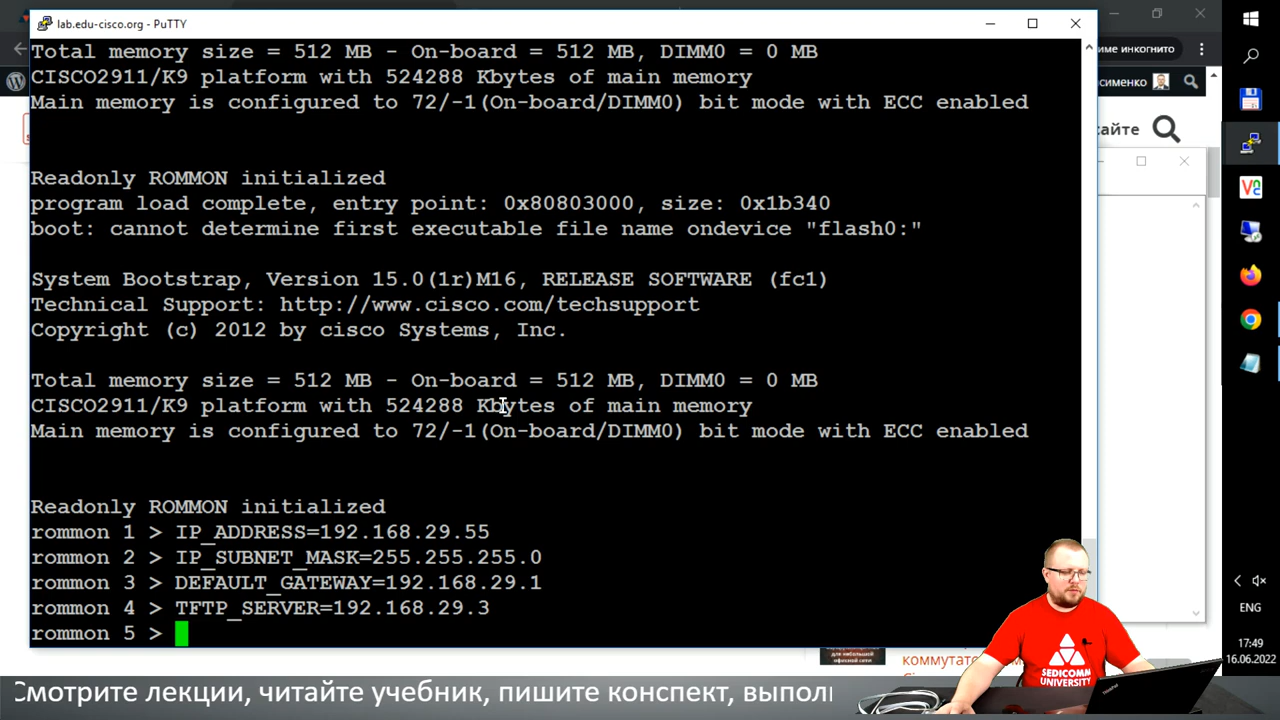 lab.edu-cisco.org - PuTTY
Total memory size = 512 MB - On-board = 512 MB, DIMM0 = 0 MB
CISCO2911/K9 platform with 524288 Kbytes of main memory
Main memory is configured to 72/-1(On-board/DIMM0) bit mode with ECC enabled
Readonly ROMMON initialized
program load complete, entry point: 0x80803000, size: 0x1b340
boot: cannot determine first executable file name ondevice "flash0:"
System Bootstrap, Version 15.0(1r)M16, RELEASE SOFTWARE (fc1)
Technical Support: http://www.cisco.com/techsupport
Copyright (c) 2012 by cisco Systems, Inc.
Total memory size = 512 MB - On-board = 512 MB, DIMM0 = 0 MB
CISCO2911/K9 platform with 524288 Kbytes of main memory
Main memory is configured to 72/-1(On-board/DIMM0) bit mode with ECC enabled
Readonly ROMMON initialized
rommon 1 > IP_ADDRESS=192.168.29.55
rommon 2 > IP_SUBNET_MASK=255.255.255.0
rommon 3 > DEFAULT_GATEWAY=192.168.29.1
rommon 4 > TFTP_SERVER=192.168.29.3
rommon 5 >
име инкогнито
сименко
сайте
коммутат
SEDICOMM
UNIVERSITY
ENG
17:49
16.06.2022
Смотрите лекции, читайте учебник, пишите конспект, выпол